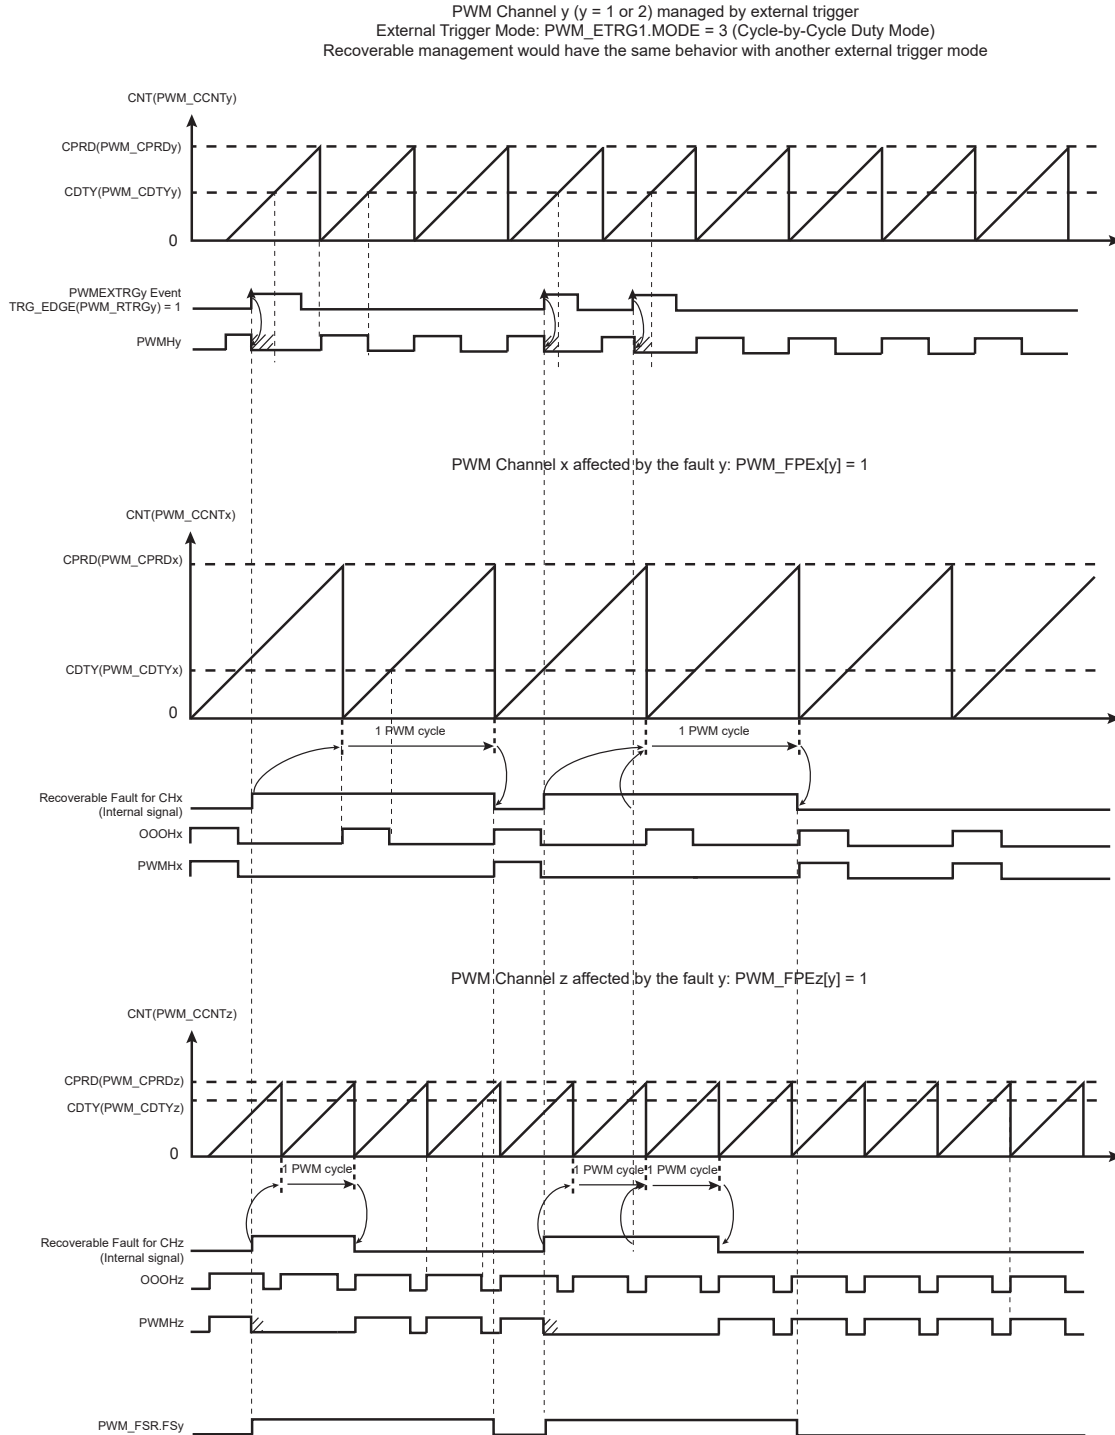 PWM Channel y (y = 1 or 2) managed by external trigger
External Trigger Mode: PWM_ETRG1.MODE = 3 (Cycle-by-Cycle Duty Mode)
Recoverable management would have the same behavior with another external trigger mode
CNT(PWM_CCNTy)
CPRD(PWM_CPRDy)
CDTY(PWM_CDTYy)
0
PWMEXTRGy Event
TRG_EDGE(PWM_RTRGy) = 1
PWMHy
PWM Channel x affected by the fault y: PWM_FPEx[y] = 1
CNT(PWM_CCNTx)
CPRD(PWM_CPRDx)
CDTY(PWM_CDTYx)
0
1 PWM cycle
1 PWM cycle
Recoverable Fault for CHx
(Internal signal)
OOOHx
PWMHx
PWM Channel z affected by the fault y: PWM_FPEz[y] = 1
CNT(PWM_CCNTz)
CPRD(PWM_CPRDz)
CDTY(PWM_CDTYz)
0
1 PWM cycle
1 PWM cycle
1 PWM cycle
Recoverable Fault for CHz
(Internal signal)
OOOHz
PWMHz
PWM_FSR.FSy